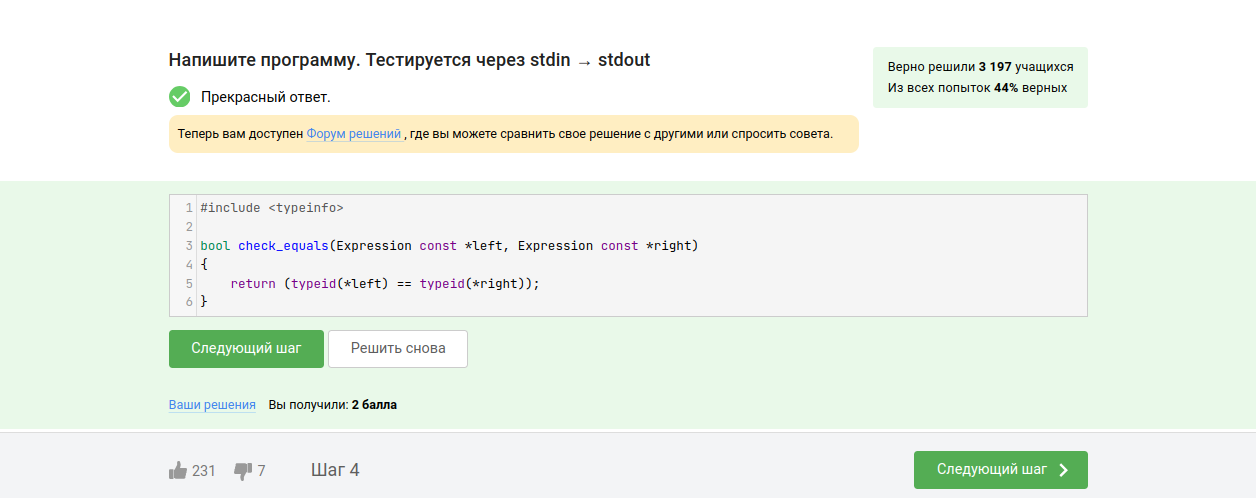 Напишите программу. Тестируется через stdin → stdout
Верно решили 3 197 учащихся
Из всех попыток 44% верных
Прекрасный ответ.
Теперь вам доступен Форум решений , где вы можете сравнить свое решение с другими или спросить совета.
1 #include <typeinfo>
2
3 bool check_equals(Expression const *left, Expression const *right)
4 {
5     return (typeid(*left) == typeid(*right));
6 }
Следующий шаг Решить снова
Ваши решения Вы получили: 2 балла
231 7 Шаг 4 Следующий шаг